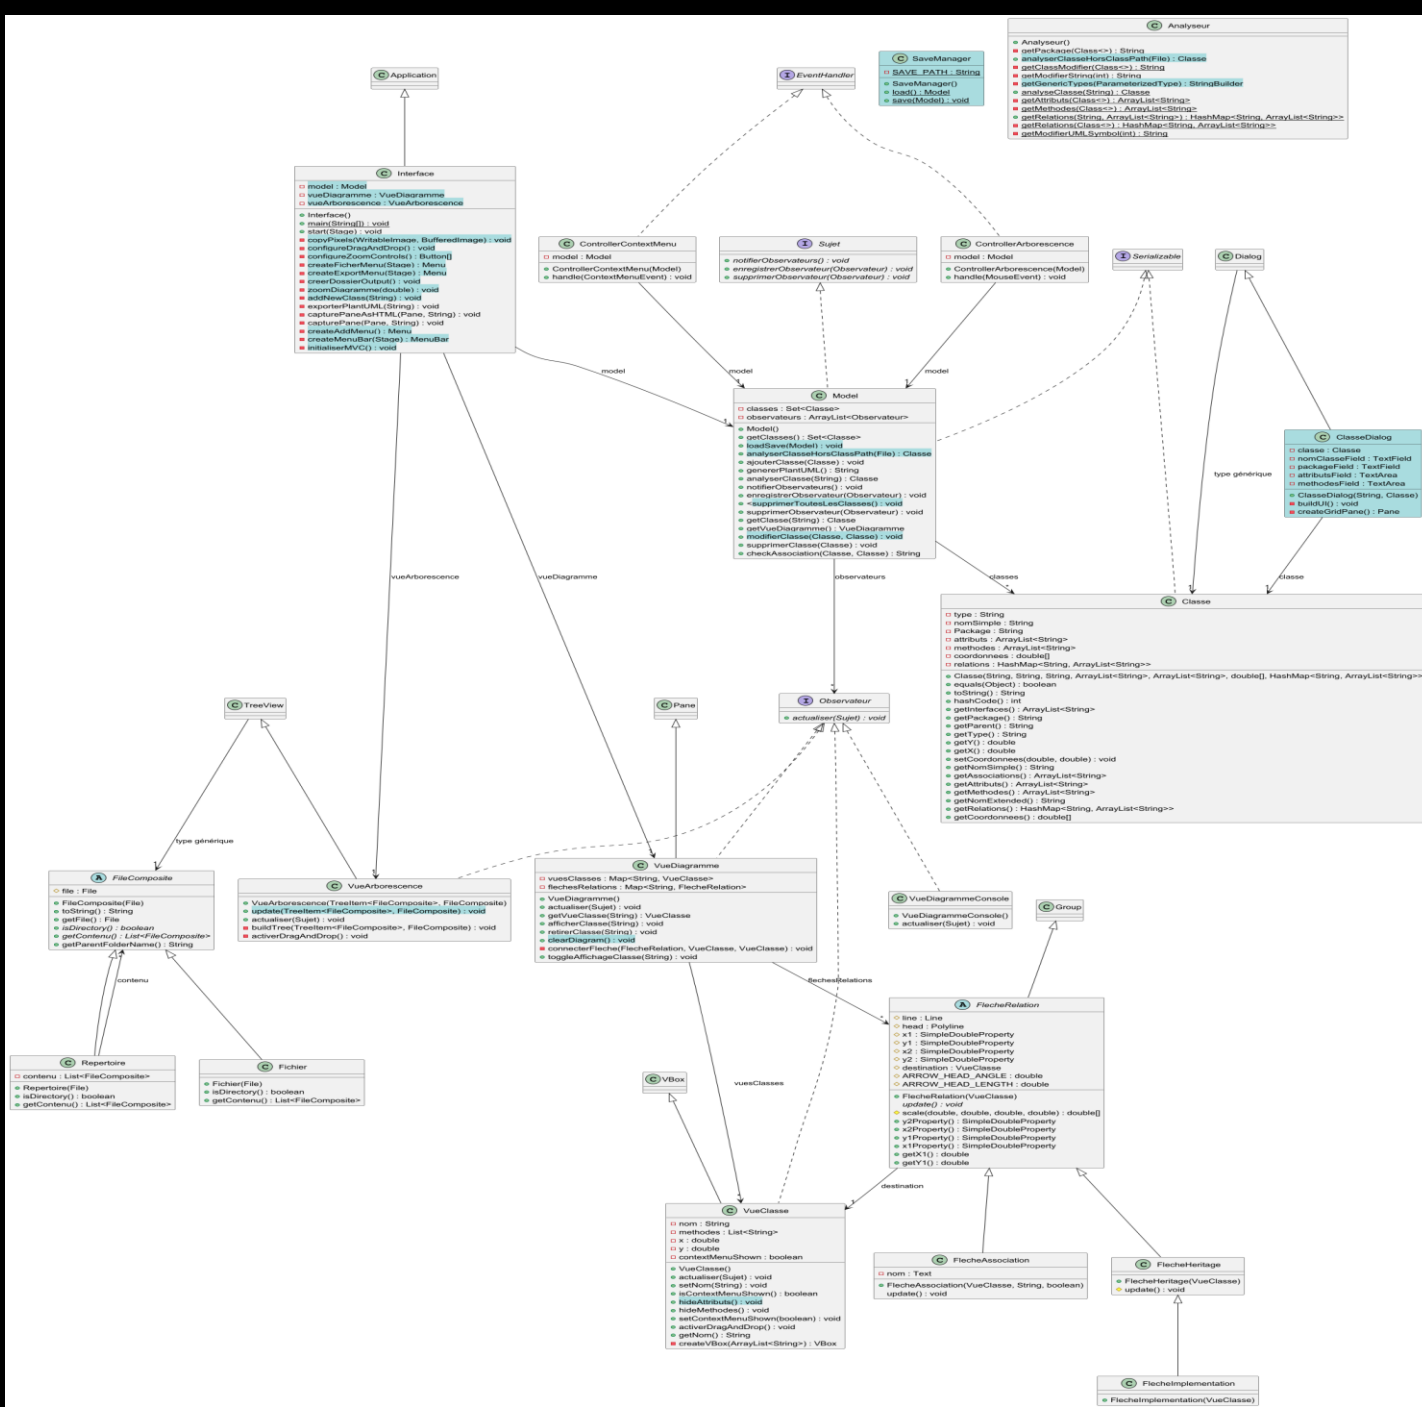 C Analyseur
Analyseur()
getPackage(Class<>) : String
analyserClasseHorsClassPath(File) : Classe
getClassModifier(Class<>) : String
getModifierString(int) : String
getGenericTypes(ParameterizedType) : StringBuilder
analyseClasse(String) : Classe
getAttributs(Class<>) : ArrayList<String>
getMethodes(Class<>) : ArrayList<String>
getRelations(String, ArrayList<String>) : HashMap<String, ArrayList<String>>
getRelations(Class<>) : HashMap<String, ArrayList<String>>
getModifierUMLSymbol(int) : String
C SaveManager
SAVE_PATH : String
SaveManager()
load() : Model
save(Model) : void
C Application
I EventHandler
C Interface
model : Model
vueDiagramme : VueDiagramme
vueArborescence : VueArborescence
Interface()
main(String[]) : void
start(Stage) : void
copyPixels(WritableImage, BufferedImage) : void
configureDragAndDrop() : void
configureZoomControls() : Button[]
createFicherMenu(Stage) : Menu
createExportMenu(Stage) : Menu
creerDossierOutput() : void
zoomDiagramme(double) : void
addNewClass(String) : void
exporterPlantUML(String) : void
capturePaneAsHTML(Pane, String) : void
capturePane(Pane, String) : void
createAddMenu() : Menu
createMenuBar(Stage) : MenuBar
initialiserMVC() : void
C ControllerContextMenu
model : Model
ControllerContextMenu(Model)
handle(ContextMenuEvent) : void
I Sujet
notifierObservateurs() : void
enregistrerObservateur(Observateur) : void
supprimerObservateur(Observateur) : void
C ControllerArborescence
model : Model
ControllerArborescence(Model)
handle(MouseEvent) : void
I Serializable
C Dialog
model
model
model
1
1
1
C Model
classes : Set<Classe>
observateurs : ArrayList<Observateur>
Model()
getClasses() : Set<Classe>
loadSave(Model) : void
analyserClasseHorsClassPath(File) : Classe
ajouterClasse(Classe) : void
genererPlantUML() : String
analyserClasse(String) : Classe
notifierObservateurs() : void
enregistrerObservateur(Observateur) : void
<supprimerToutesLesClasses() : void
supprimerObservateur(Observateur) : void
getClasse(String) : Classe
getVueDiagramme() : VueDiagramme
modifierClasse(Classe, Classe) : void
supprimerClasse(Classe) : void
checkAssociation(Classe, Classe) : String
C ClasseDialog
classe : Classe
nomClasseField : TextField
packageField : TextField
attributsField : TextArea
methodesField : TextArea
ClasseDialog(String, Classe)
buildUI() : void
createGridPane() : Pane
type générique
vueArborescence
vueDiagramme
observateurs
classes
classe
*
1
1
C Classe
type : String
nomSimple : String
Package : String
attributs : ArrayList<String>
methodes : ArrayList<String>
coordonnees : double[]
relations : HashMap<String, ArrayList<String>>
Classe(String, String, String, ArrayList<String>, ArrayList<String>, double[], HashMap<String, ArrayList<String>>
equals(Object) : boolean
toString() : String
hashCode() : int
getInterfaces() : ArrayList<String>
getPackage() : String
getParent() : String
getType() : String
getY() : double
getX() : double
setCoordonnees(double, double) : void
getNomSimple() : String
getAssociations() : ArrayList<String>
getAttributs() : ArrayList<String>
getMethodes() : ArrayList<String>
getNomExtended() : String
getRelations() : HashMap<String, ArrayList<String>>
getCoordonnees() : double[]
*
I Observateur
actualiser(Sujet) : void
C TreeView
C Pane
type générique
1
1
1
A FileComposite
file : File
FileComposite(File)
toString() : String
getFile() : File
isDirectory() : boolean
getContenu() : List<FileComposite>
getParentFolderName() : String
C VueArborescence
VueArborescence(TreeItem<FileComposite>, FileComposite)
update(TreeItem<FileComposite>, FileComposite) : void
actualiser(Sujet) : void
buildTree(TreeItem<FileComposite>, FileComposite) : void
activerDragAndDrop() : void
C VueDiagramme
vuesClasses : Map<String, VueClasse>
flechesRelations : Map<String, FlecheRelation>
VueDiagramme()
actualiser(Sujet) : void
getVueClasse(String) : VueClasse
afficherClasse(String) : void
retirerClasse(String) : void
clearDiagram() : void
connecterFleche(FlecheRelation, VueClasse, VueClasse) : void
toggleAffichageClasse(String) : void
C VueDiagrammeConsole
VueDiagrammeConsole()
actualiser(Sujet) : void
C Group
contenu
*
flechesRelations
*
C Repertoire
contenu : List<FileComposite>
Repertoire(File)
isDirectory() : boolean
getContenu() : List<FileComposite>
C Fichier
Fichier(File)
isDirectory() : boolean
getContenu() : List<FileComposite>
A FlecheRelation
line : Line
head : Polyline
x1 : SimpleDoubleProperty
y1 : SimpleDoubleProperty
x2 : SimpleDoubleProperty
y2 : SimpleDoubleProperty
destination : VueClasse
ARROW_HEAD_ANGLE : double
ARROW_HEAD_LENGTH : double
FlecheRelation(VueClasse)
update() : void
scale(double, double, double, double) : double[]
y2Property() : SimpleDoubleProperty
x2Property() : SimpleDoubleProperty
y1Property() : SimpleDoubleProperty
x1Property() : SimpleDoubleProperty
getX1() : double
getY1() : double
C VBox
vuesClasses
destination
*
1
C VueClasse
nom : String
methodes : List<String>
x : double
y : double
contextMenuShown : boolean
VueClasse()
actualiser(Sujet) : void
setNom(String) : void
isContextMenuShown() : boolean
hideAttributs() : void
hideMethodes() : void
setContextMenuShown(boolean) : void
activerDragAndDrop() : void
getNom() : String
createVBox(ArrayList<String>) : VBox
C FlecheAssociation
nom : Text
FlecheAssociation(VueClasse, String, boolean)
update() : void
C FlecheHeritage
FlecheHeritage(VueClasse)
update() : void
C FlecheImplementation
FlecheImplementation(VueClasse)